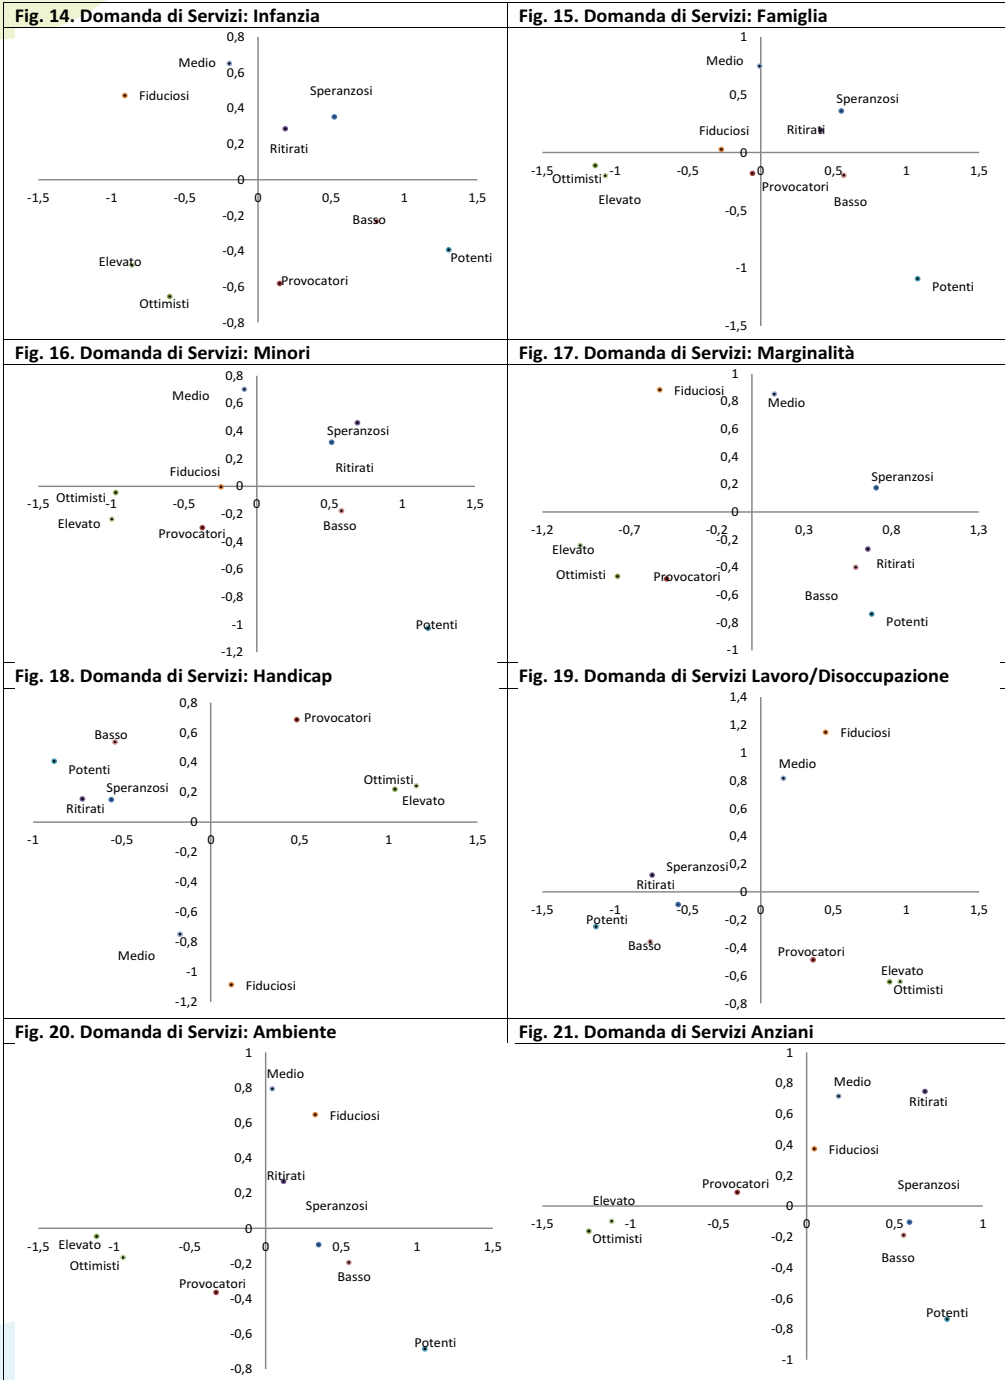 Fig. 14. Domanda di Servizi: Infanzia
0,8
Medio
0,6
Speranzosi
Fiduciosi
0,4
Ritirati
0,2
0
-1,5 -1 -0,5 0 0,5 1 1,5
-0,2
Basso
-0,4
Elevato
Potenti
-0,6
Provocatori
Ottimisti
-0,8
Fig. 15. Domanda di Servizi: Famiglia
1
Medio
0,5
Speranzosi
Fiduciosi
Ritirati
0
-1,5 -1 -0,5 0 0,5 1 1,5
Ottimisti
Provocatori
Elevato
Basso
-0,5
-1
Potenti
-1,5
Fig. 16. Domanda di Servizi: Minori
0,8
Medio
0,6
0,4
Speranzosi
0,2
Fiduciosi
Ritirati
0
-1,5 -1 -0,5 0 0,5 1 1,5
Ottimisti
-0,2
Elevato
Provocatori
Basso
-0,4
-0,6
-0,8
-1
Potenti
-1,2
Fig. 17. Domanda di Servizi: Marginalità
1
Fiduciosi
0,8
Medio
0,6
0,4
Speranzosi
0,2
0
-1,2 -0,7 -0,2 0,3 0,8 1,3
-0,2
Elevato
Ritirati
-0,4
Ottimisti
Provocatori
-0,6
Basso
-0,8
Potenti
-1
Fig. 18. Domanda di Servizi: Handicap
0,8
Provocatori
Basso
0,6
0,4
Potenti
Ottimisti
Speranzosi
0,2
Elevato
Ritirati
0
-1 -0,5 0 0,5 1 1,5
-0,2
-0,4
-0,6
-0,8
Medio
-1
Fiduciosi
-1,2
Fig. 19. Domanda di Servizi Lavoro/Disoccupazione
1,4
1,2
Fiduciosi
1
Medio
0,8
0,6
0,4
0,2
Speranzosi
Ritirati
0
-1,5 -1 -0,5 0 0,5 1 1,5
Potenti
-0,2
Basso
-0,4
Provocatori
-0,6
Elevato
Ottimisti
-0,8
Fig. 20. Domanda di Servizi: Ambiente
1
Medio
0,8
Fiduciosi
0,6
0,4
Ritirati
0,2
Speranzosi
0
-1,5 -1 -0,5 0 0,5 1 1,5
Elevato
-0,2
Ottimisti
Basso
Provocatori
-0,4
-0,6
Potenti
-0,8
Fig. 21. Domanda di Servizi Anziani
1
Medio
0,8
Ritirati
0,6
0,4
Fiduciosi
0,2
Provocatori
Speranzosi
Elevato
0
-1,5 -1 -0,5 0 0,5 1
Ottimisti
-0,2
Basso
-0,4
-0,6
Potenti
-0,8
-1